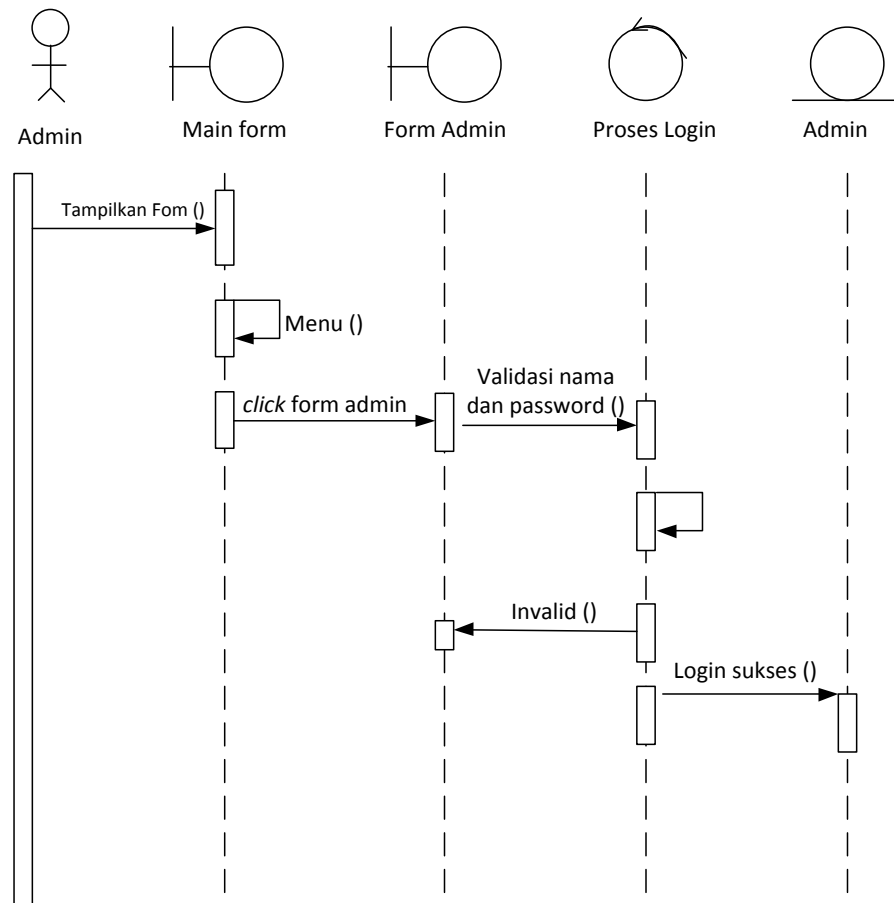 Admin
Main form
Form Admin
Proses Login
Admin
Tampilkan Fom ()
Menu ()
click form admin
Validasi nama
dan password ()
Invalid ()
Login sukses ()